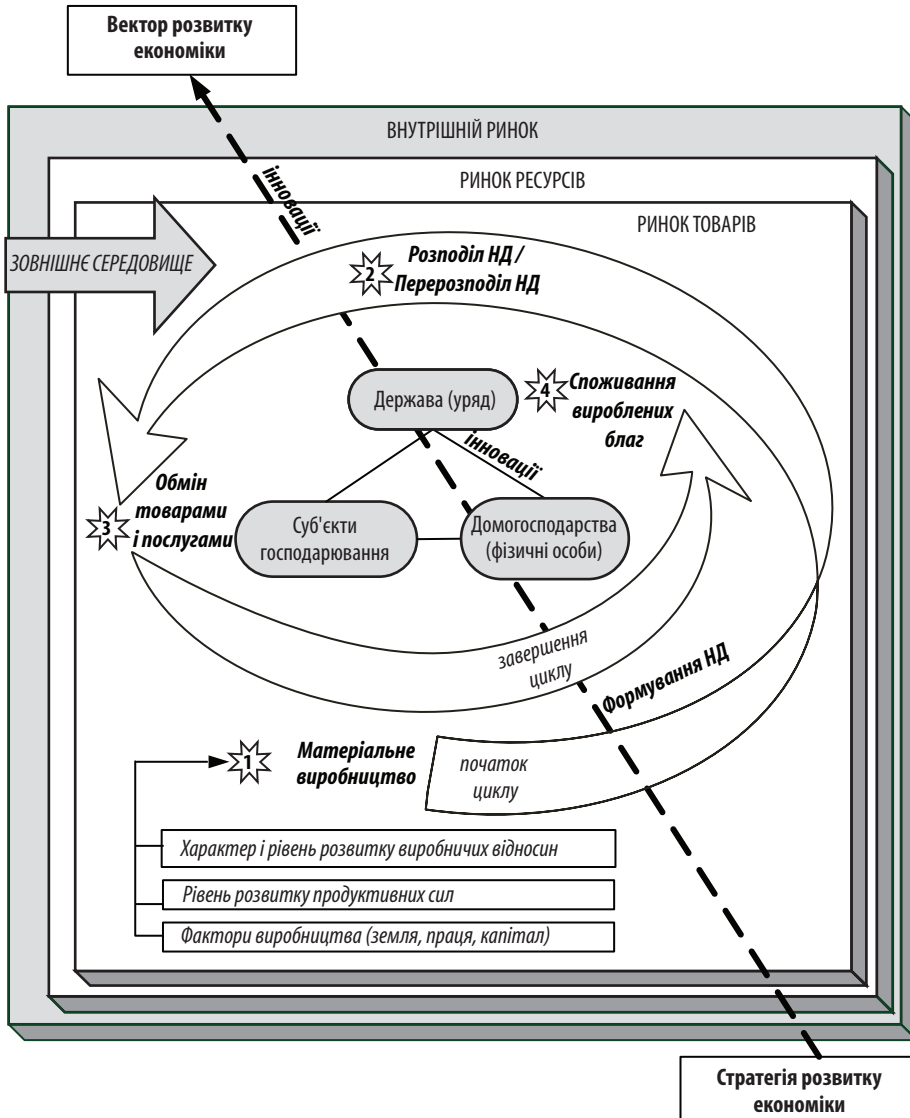 Вектор розвитку
економіки
ВНУТРІШНІЙ РИНОК
РИНОК РЕСУРСІВ
РИНОК ТОВАРІВ
інновації
ЗОВНІШНЄ СЕРЕДОВИЩЕ
2
Розподіл НД /
Перерозподіл НД
Держава (уряд)
4
Споживання
вироблених
благ
інновації
3
Обмін
товарами
і послугами
Суб'єкти
господарювання
Домогосподарства
(фізичні особи)
завершення
циклу
Формування НД
1
Матеріальне
виробництво
початок
циклу
Характер і рівень розвитку виробничих відносин
Рівень розвитку продуктивних сил
Фактори виробництва (земля, праця, капітал)
Стратегія розвитку
економіки